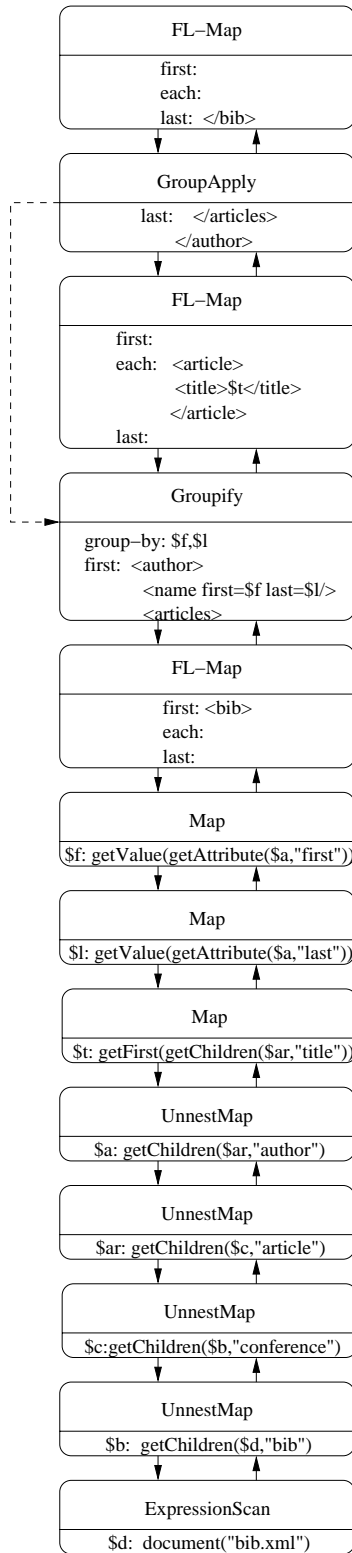 FL−Map
first:
each:
last: </bib>
GroupApply
last: </articles>
</author>
FL−Map
first:
each: <article>
<title>$t</title>
</article>
last:
Groupify
group−by: $f,$l
first: <author>
<name first=$f last=$l/>
<articles>
FL−Map
first: <bib>
each:
last:
Map
$f: getValue(getAttribute($a,"first"))
Map
$l: getValue(getAttribute($a,"last"))
Map
$t: getFirst(getChildren($ar,"title"))
UnnestMap
$a: getChildren($ar,"author")
UnnestMap
$ar: getChildren($c,"article")
UnnestMap
$c:getChildren($b,"conference")
UnnestMap
$b: getChildren($d,"bib")
ExpressionScan
$d: document("bib.xml")